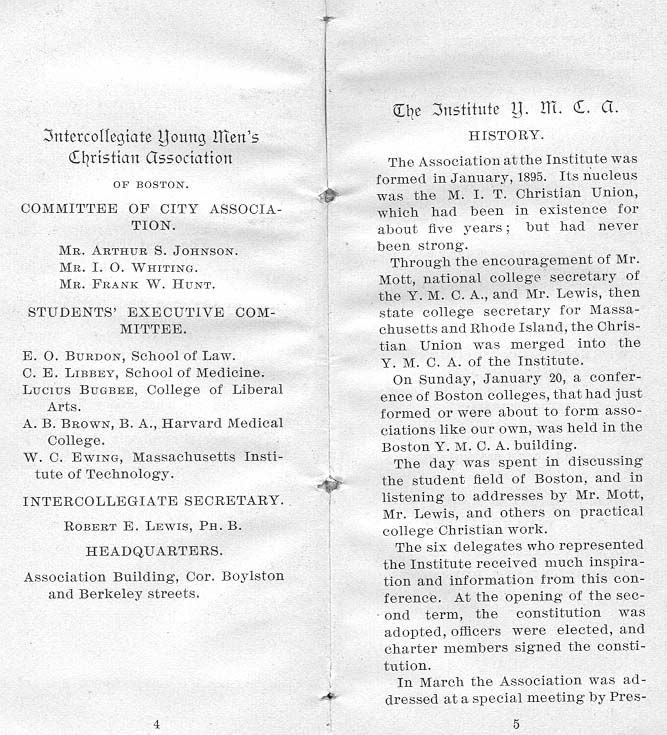 Intercollegiate Young Men's
Christian Association
OF BOSTON.
COMMITTEE OF CITY ASSOCIA-
TION.
MR. ARTHUR S. JOHNSON.
MR. I. O. WHITING.
MR. FRANK W. HUNT.
STUDENTS' EXECUTIVE COM-
MITTEE.
E. O. BURDON, School of Law.
C. E. LIBBEY, School of Medicine.
LUCIUS BUGBEE, College of Liberal
Arts.
A. B. BROWN, B. A., Harvard Medical
College.
W. C. EWING, Massachusetts Insti-
tute of Technology.
INTERCOLLEGIATE SECRETARY.
ROBERT E. LEWIS, PH. B.
HEADQUARTERS.
Association Building, Cor. Boylston
and Berkeley streets.
4
The Institute Y. M. C. A.
HISTORY.
The Association at the Institute was
formed in January, 1895. Its nucleus
was the M. I. T. Christian Union,
which had been in existence for
about five years; but had never
been strong.
Through the encouragement of Mr.
Mott, national college secretary of
the Y. M. C. A., and Mr. Lewis, then
state college secretary for Massa-
chusetts and Rhode Island, the Chris-
tian Union was merged into the
Y. M. C. A. of the Institute.
On Sunday, January 20, a confer-
ence of Boston colleges, that had just
formed or were about to form asso-
ciations like our own, was held in the
Boston Y. M. C. A. building.
The day was spent in discussing
the student field of Boston, and in
listening to addresses by Mr. Mott,
Mr. Lewis, and others on practical
college Christian work.
The six delegates who represented
the Institute received much inspira-
tion and information from this con-
ference. At the opening of the sec-
ond term, the constitution was
adopted, officers were elected, and
charter members signed the consti-
tution.
In March the Association was ad-
dressed at a special meeting by Pres-
5